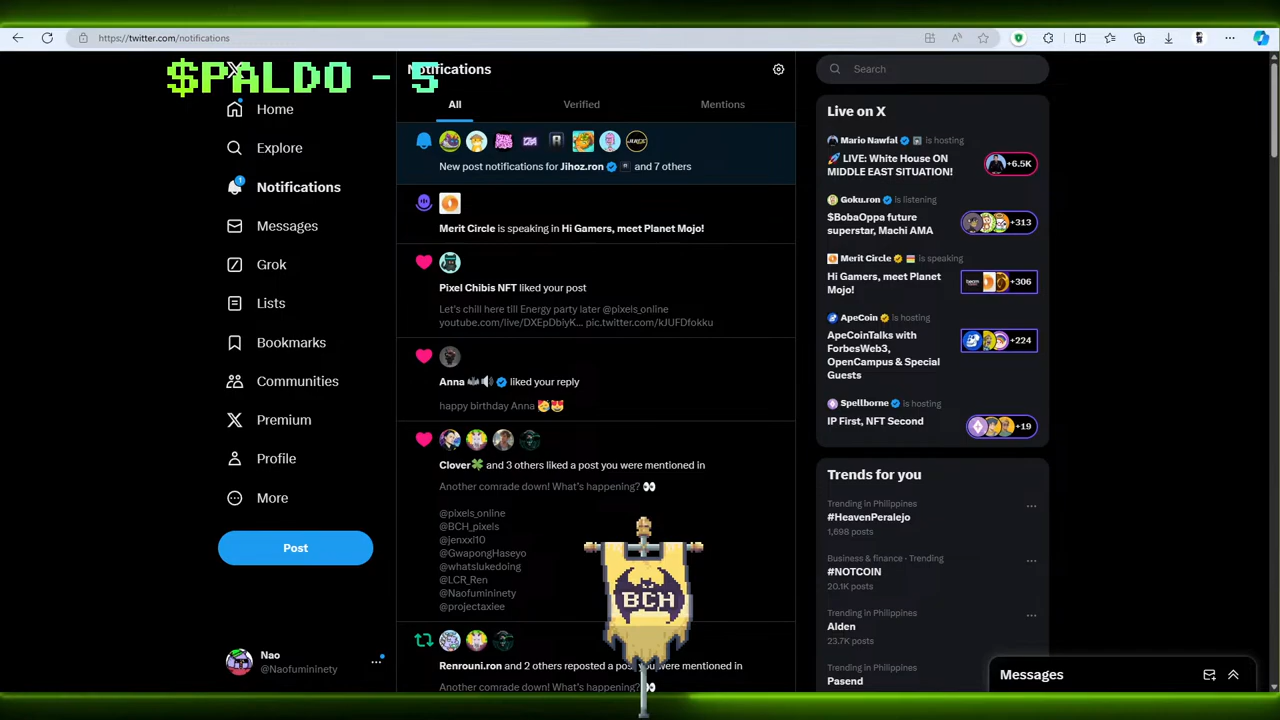 https://twitter.com/notifications
$PALDO - 5
Home
Explore
1
Notifications
Messages
Grok
Lists
Bookmarks
Communities
Premium
Profile
More
Post
Nao
@Naofumininety
Notifications
All
Verified
Mentions
New post notifications for Jihoz.ron and 7 others
Merit Circle is speaking in Hi Gamers, meet Planet Mojo!
Pixel Chibis NFT liked your post
Let's chill here till Energy party later @pixels_online
youtube.com/live/DXEpDbiyK... pic.twitter.com/kJUFDfokku
Anna 🦇🔊 liked your reply
happy birthday Anna 🥳😻
Clover🍀 and 3 others liked a post you were mentioned in
Another comrade down! What's happening? 👀
@pixels_online
@BCH_pixels
@jenxxl10
@GwapongHaseyo
@whatslukedoing
@LCR_Ren
@Naofumininety
@projectaxiee
BCH
Renrouni.ron and 2 others reposted a post you were mentioned in
Another comrade down! What's happening? 👀
Search
Live on X
Mario Nawfal is hosting
🚀 LIVE: White House ON
MIDDLE EAST SITUATION!
+6.5K
Goku.ron is listening
$BobaOppa future
superstar, Machi AMA
+313
Merit Circle is speaking
Hi Gamers, meet Planet
Mojo!
+306
ApeCoin is hosting
ApeCoinTalks with
ForbesWeb3,
OpenCampus & Special
Guests
+224
Spellborne is hosting
IP First, NFT Second
+19
Trends for you
Trending in Philippines
#HeavenPeralejo
1,698 posts
Business & finance · Trending
#NOTCOIN
20.1K posts
Trending in Philippines
Alden
23.7K posts
Trending in Philippines
Pasend
Messages